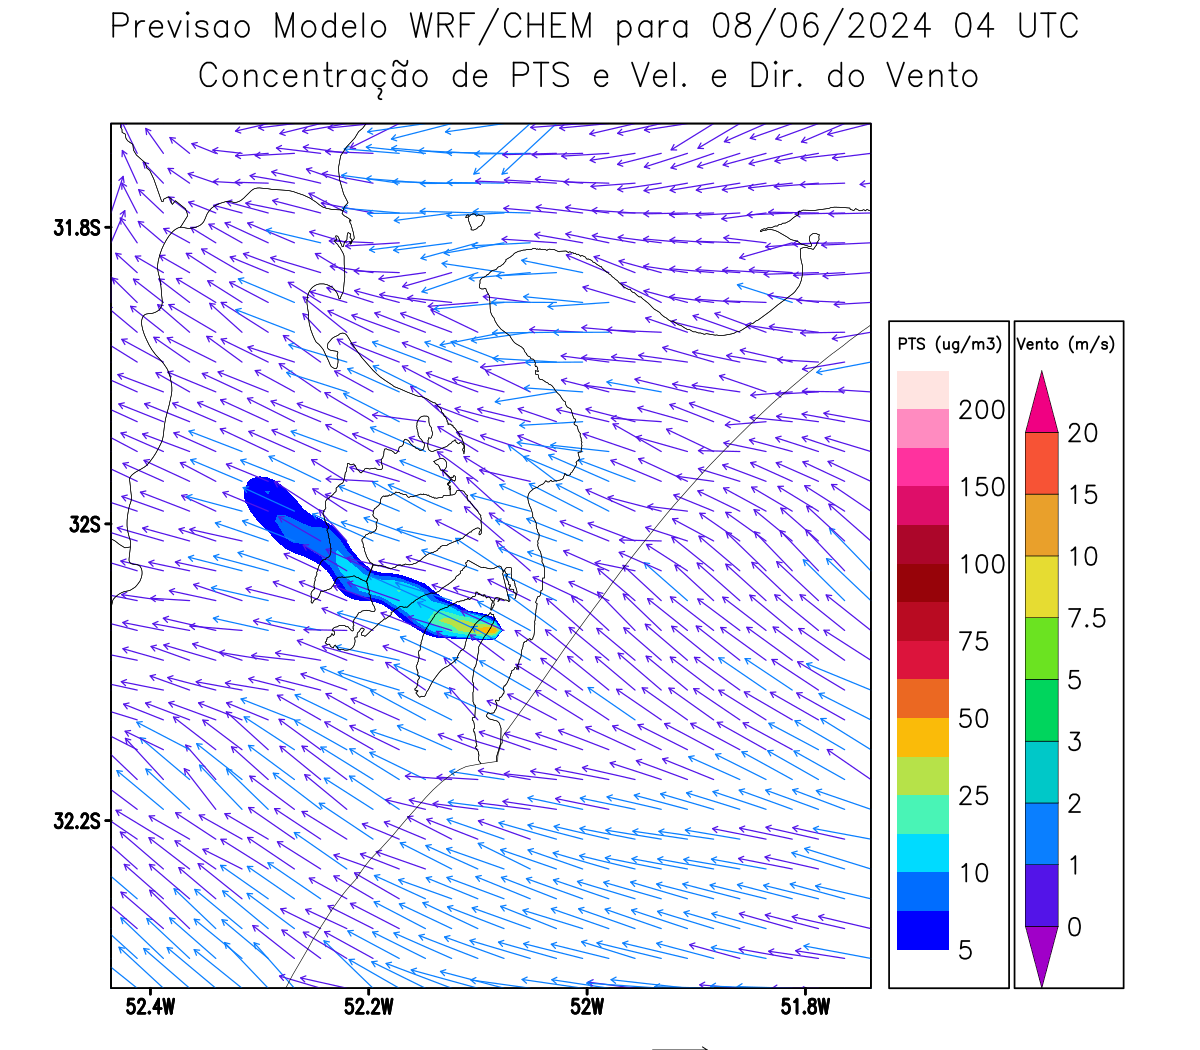 Previsao Modelo WRF/CHEM para 08/06/2024 04 UTC
Concentração de PTS e Vel. e Dir. do Vento
31.8S
32S
32.2S
52.4W 52.2W 52W 51.8W
PTS (ug/m3)
200
150
100
75
50
25
10
5
Vento (m/s)
20
15
10
7.5
5
3
2
1
0